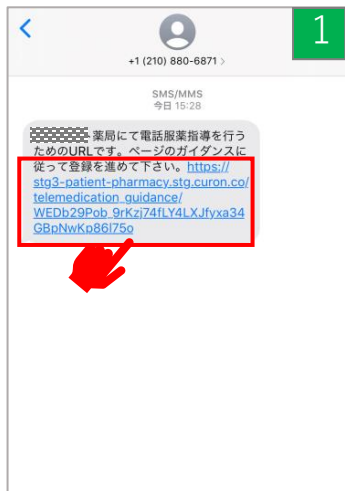 1
+1 (210) 880-6871 >
SMS/MMS
今日 15:28
薬局にて電話服薬指導を行う
ためのURLです。ページのガイダンスに
従って登録を進めて下さい。https://
stg3-patient-pharmacy.stg.curon.co/
telemedication_guidance/
WEDb29Pob_9rKzj74fLY4LXJfyxa34
GBpNwKp86I75o